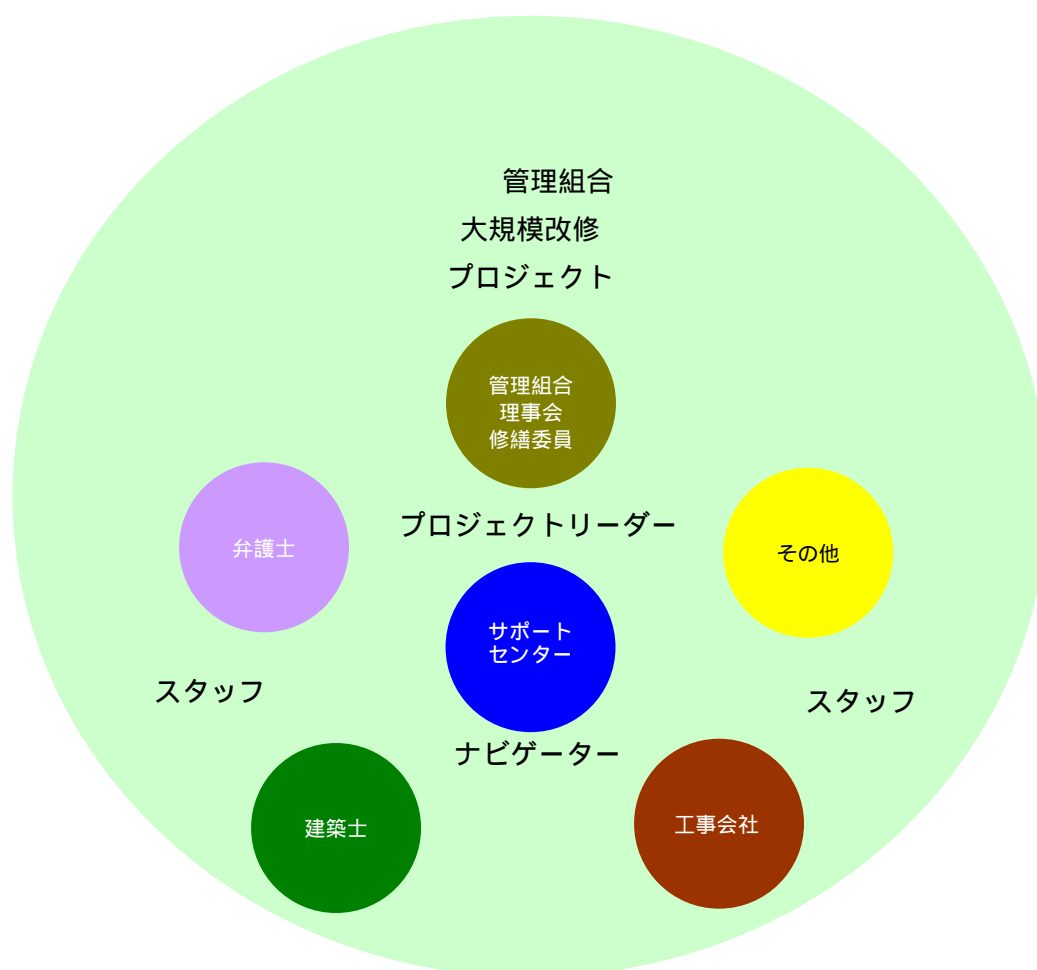 管理組合
大規模改修
プロジェクト
管理組合
理事会
修繕委員
プロジェクトリーダー
弁護士
その他
サポート
センター
スタッフ
スタッフ
ナビゲーター
建築士
工事会社